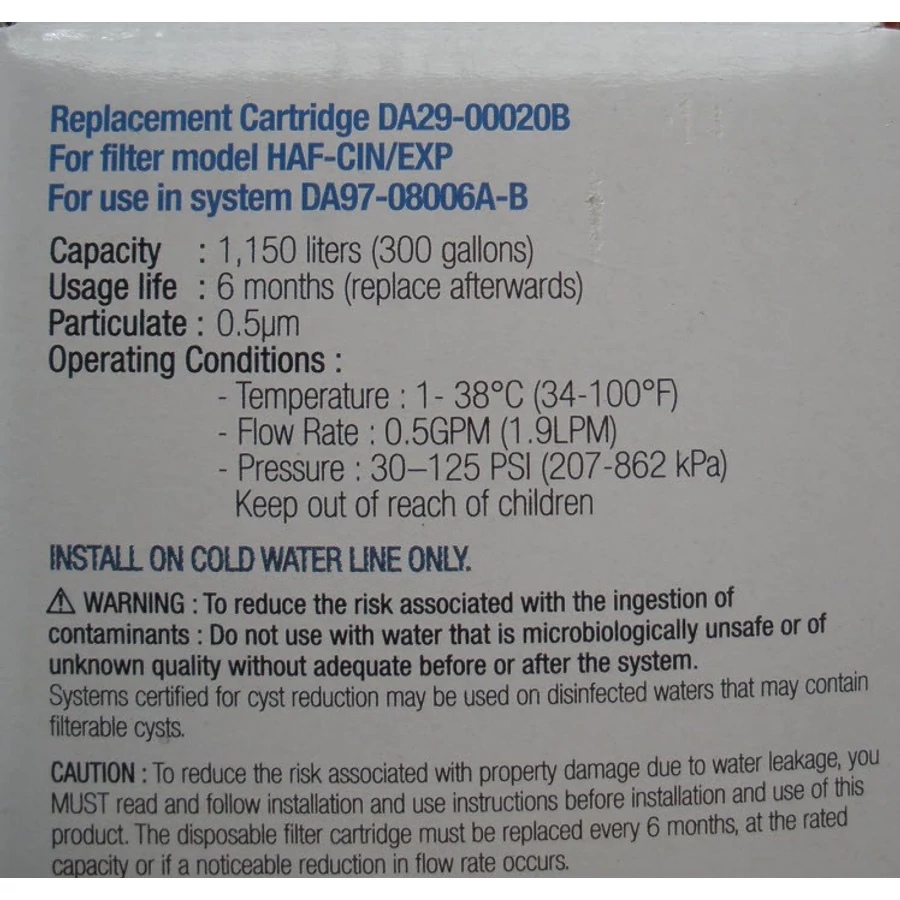 Replacement Cartridge DA29-00020B
For filter model HAF-CIN/EXP
For use in system DA97-08006A-B
Capacity : 1,150 liters (300 gallons)
Usage life : 6 months (replace afterwards)
Particulate : 0.5µm
Operating Conditions :
- Temperature : 1- 38°C (34-100°F)
- Flow Rate : 0.5GPM (1.9LPM)
- Pressure : 30–125 PSI (207-862 kPa)
Keep out of reach of children
INSTALL ON COLD WATER LINE ONLY.
⚠ WARNING : To reduce the risk associated with the ingestion of
contaminants : Do not use with water that is microbiologically unsafe or of
unknown quality without adequate before or after the system.
Systems certified for cyst reduction may be used on disinfected waters that may contain
filterable cysts.
CAUTION : To reduce the risk associated with property damage due to water leakage, you
MUST read and follow installation and use instructions before installation and use of this
product. The disposable filter cartridge must be replaced every 6 months, at the rated
capacity or if a noticeable reduction in flow rate occurs.